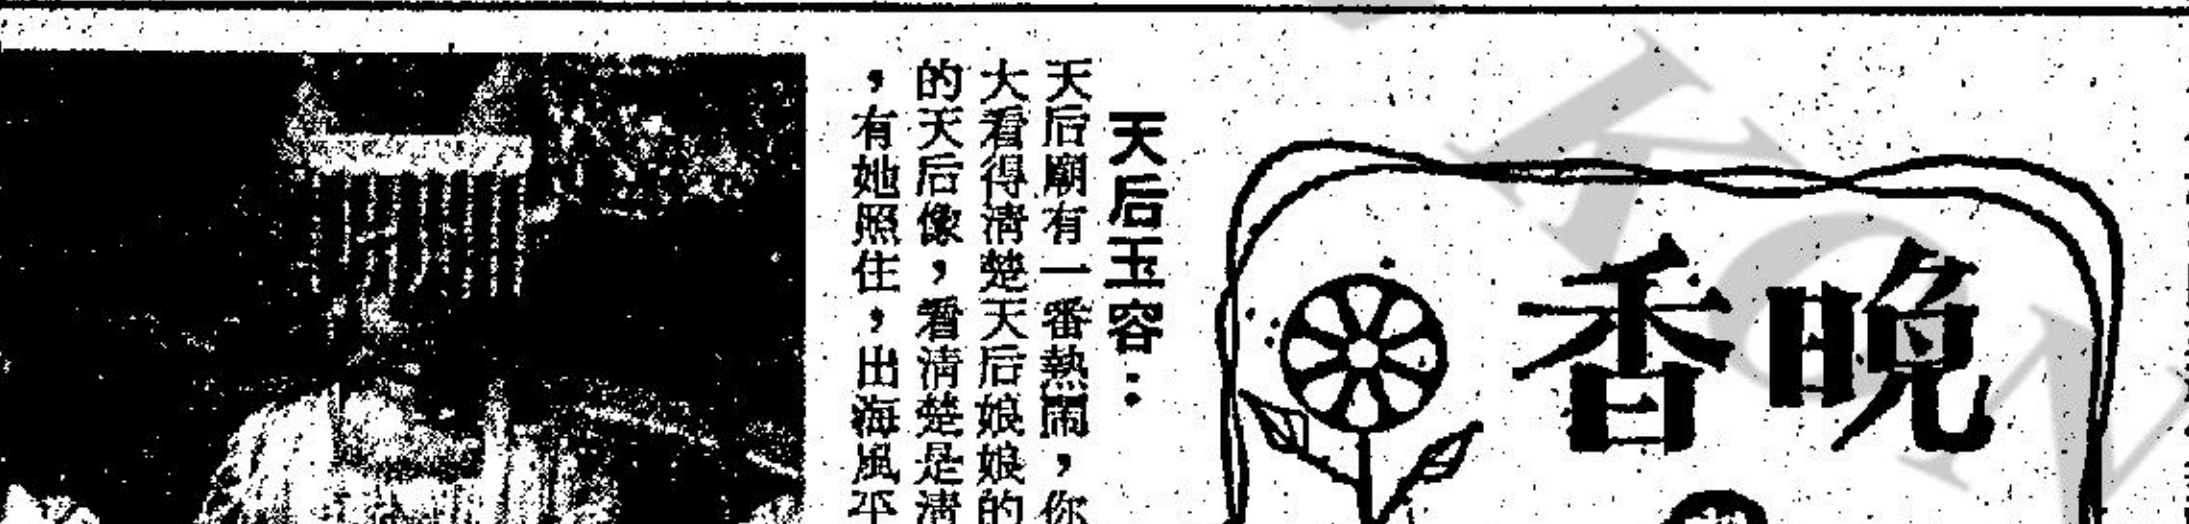 晚香
天后玉容：
天后廟有一番熱鬧，你
大看得清楚天后娘娘的
的天后像，看清楚是清
，有她照住，出海風平